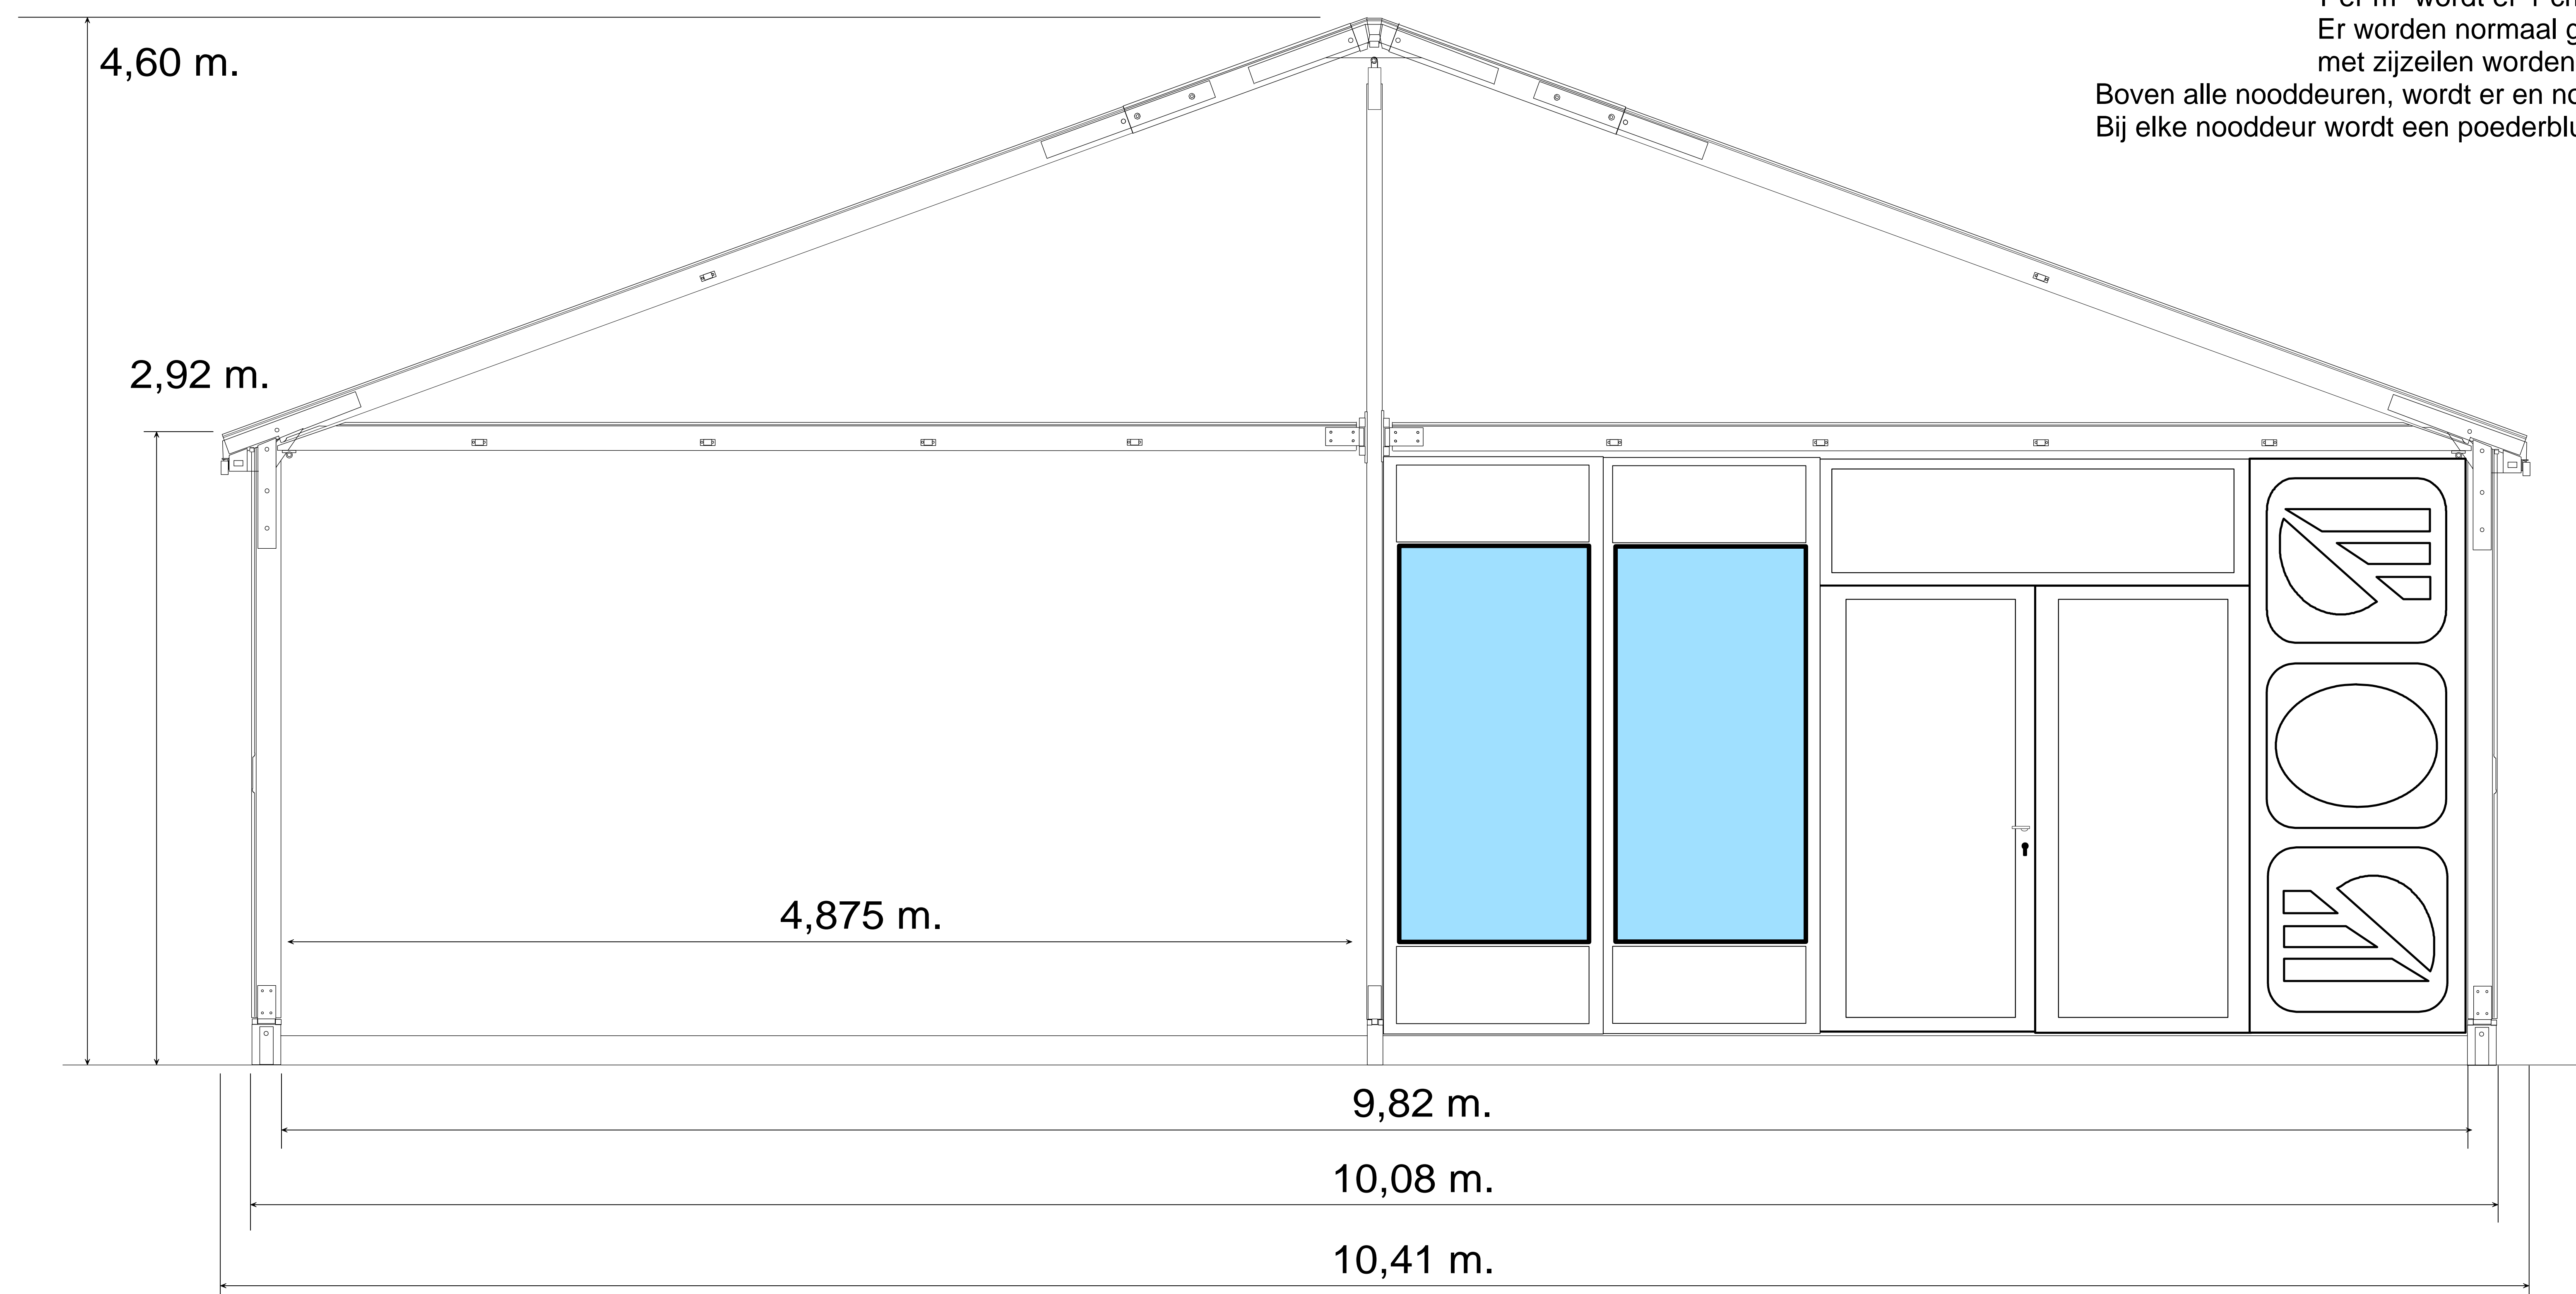 Er worden normaal g
met zijzeilen worden
Boven alle nooddeuren, wordt er en no
Bij elke nooddeur wordt een poederblu
4,60 m.
2,92 m.
4,875 m.
9,82 m.
10,08 m.
10,41 m.